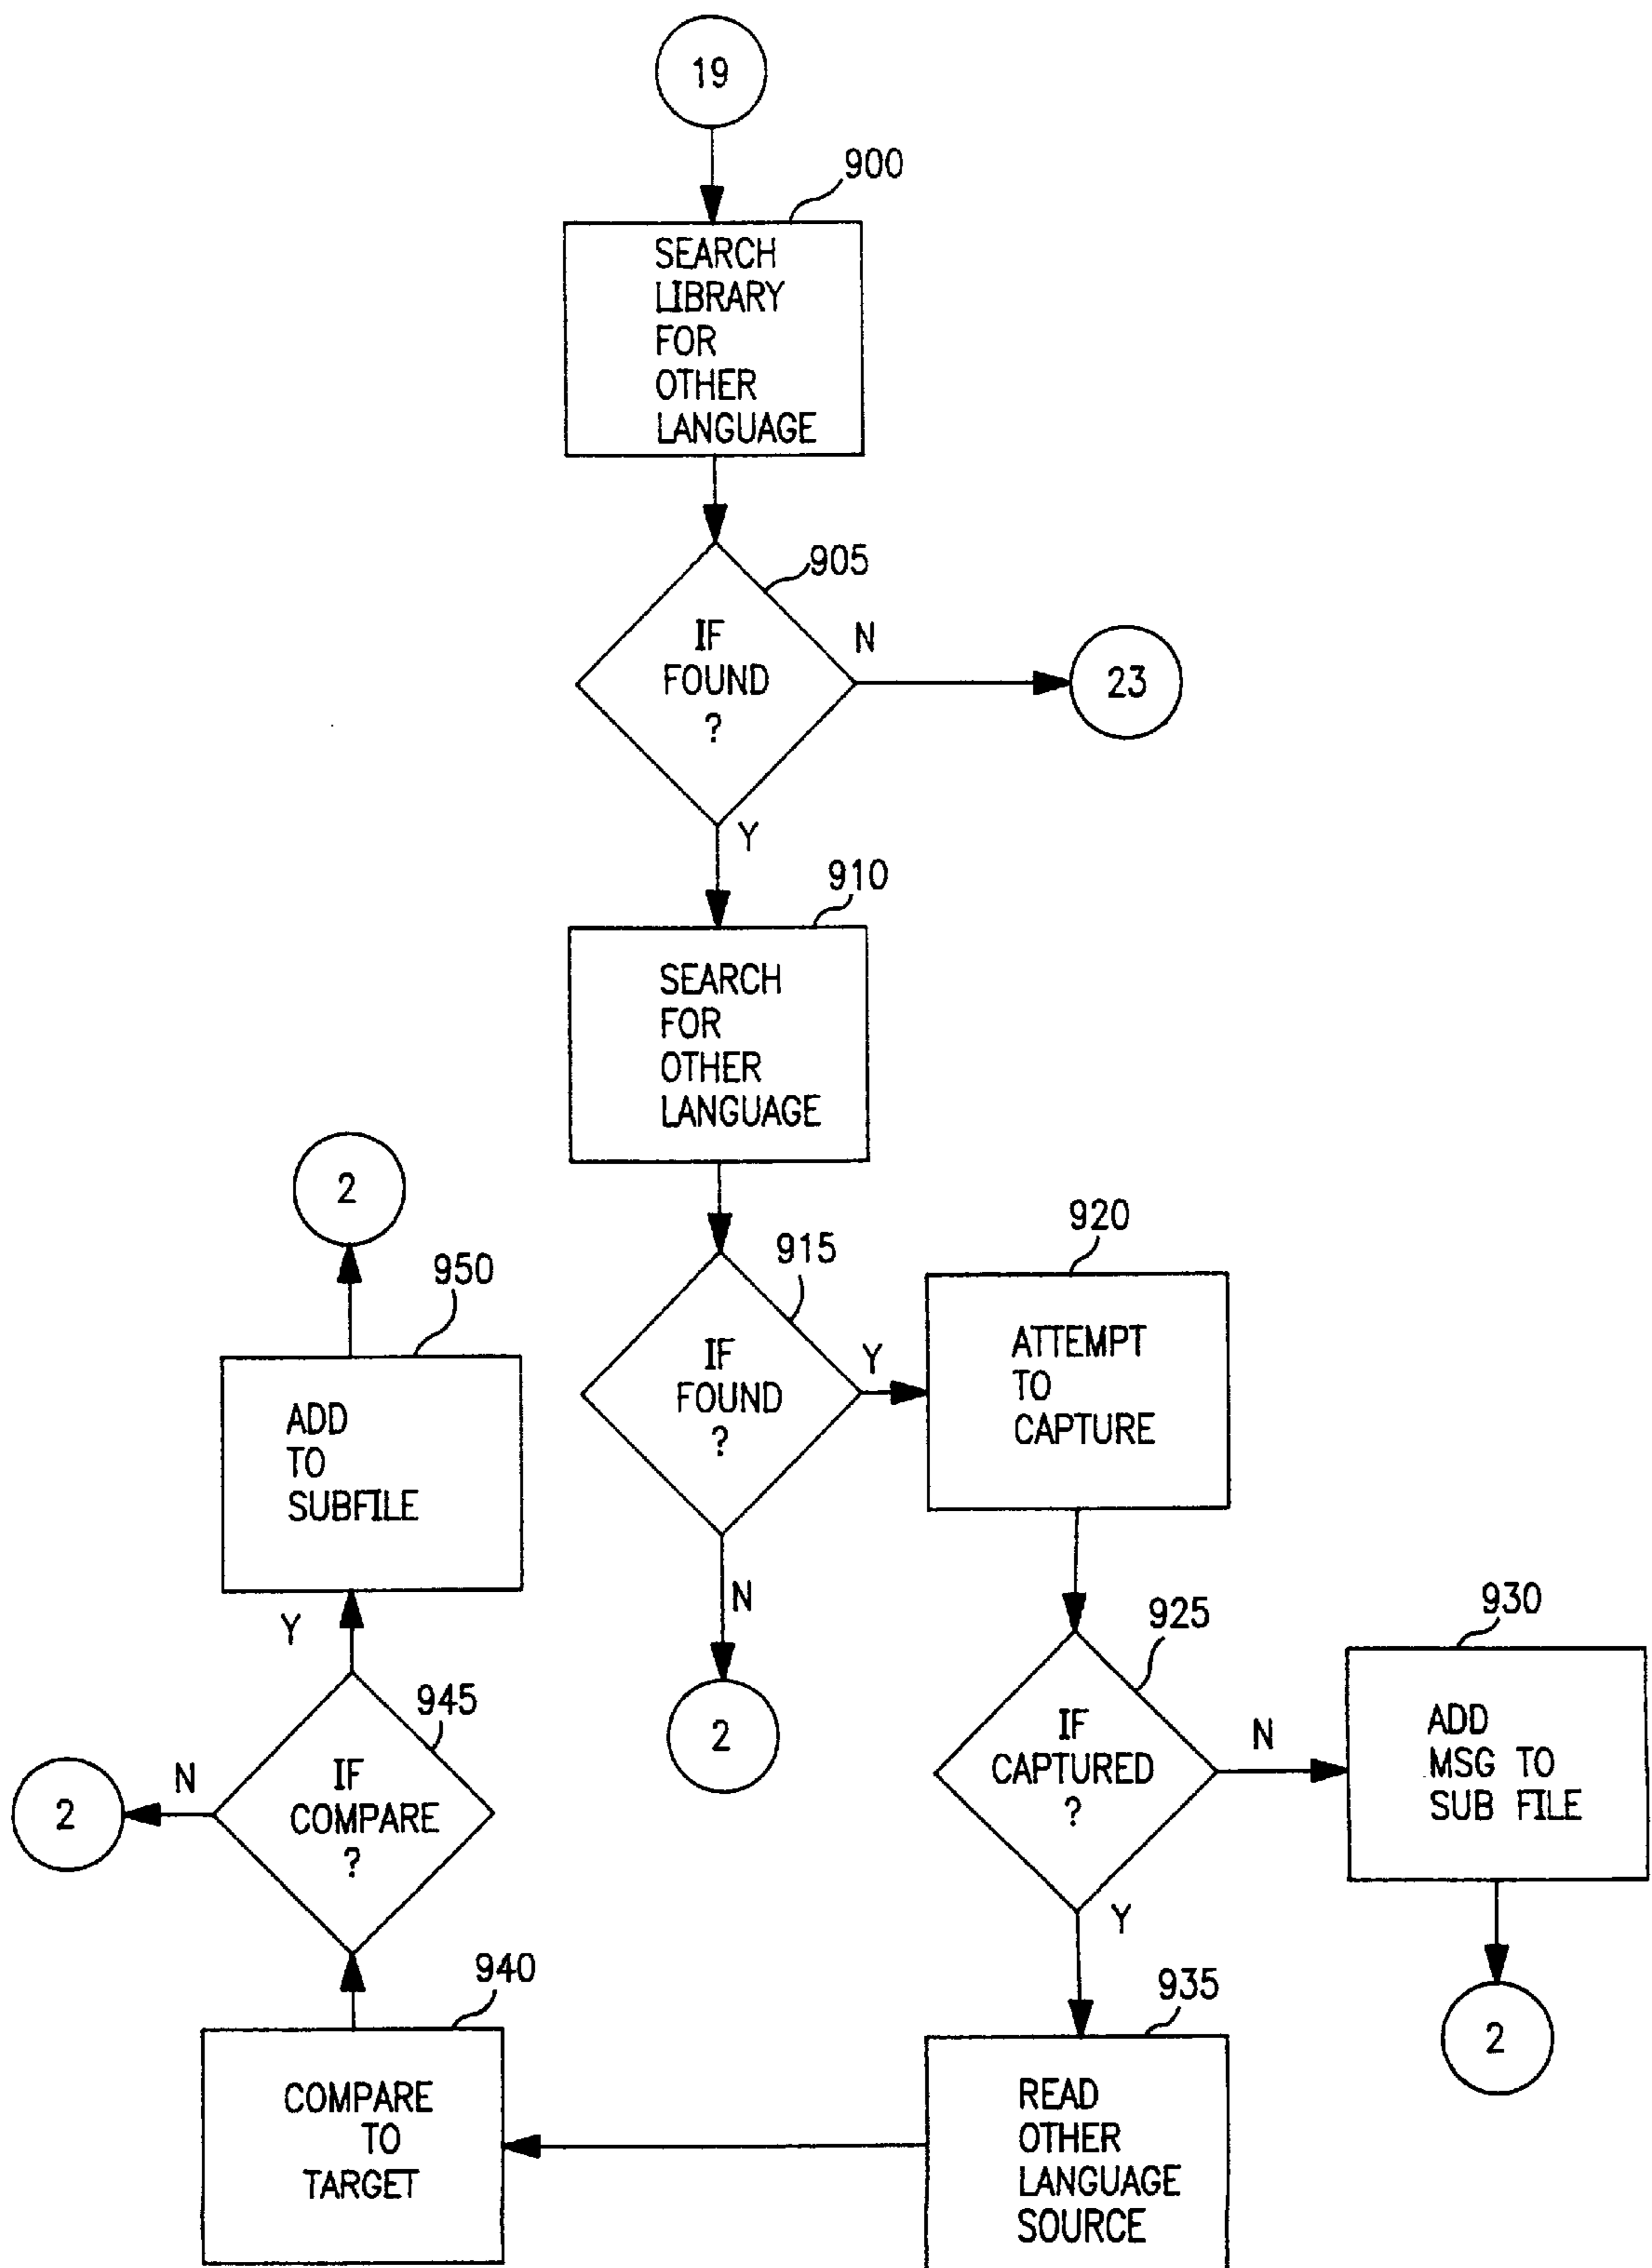 19
900
SEARCH
LIBRARY
FOR
OTHER
LANGUAGE
905
IF
FOUND
?
N
23
Y
910
SEARCH
FOR
OTHER
LANGUAGE
915
IF
FOUND
?
Y
N
2
920
ATTEMPT
TO
CAPTURE
925
IF
CAPTURED
?
N
930
ADD
MSG TO
SUB FILE
2
Y
935
READ
OTHER
LANGUAGE
SOURCE
940
COMPARE
TO
TARGET
945
IF
COMPARE
?
N
2
Y
950
ADD
TO
SUBFILE
2